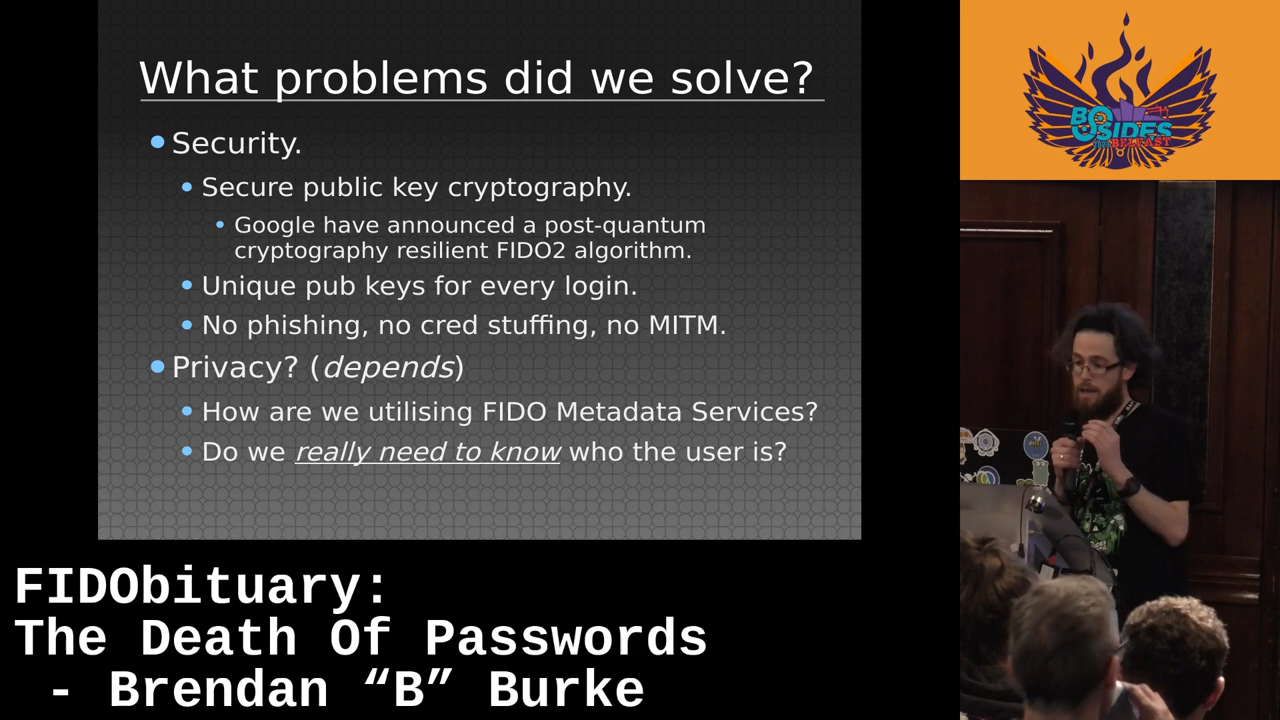 What problems did we solve?
Security.
Secure public key cryptography.
Google have announced a post-quantum
cryptography resilient FIDO2 algorithm.
Unique pub keys for every login.
No phishing, no cred stuffing, no MITM.
Privacy? (depends)
How are we utilising FIDO Metadata Services?
Do we really need to know who the user is?
BSIDES
BELFAST
FIDObituary:
The Death Of Passwords
- Brendan “B” Burke